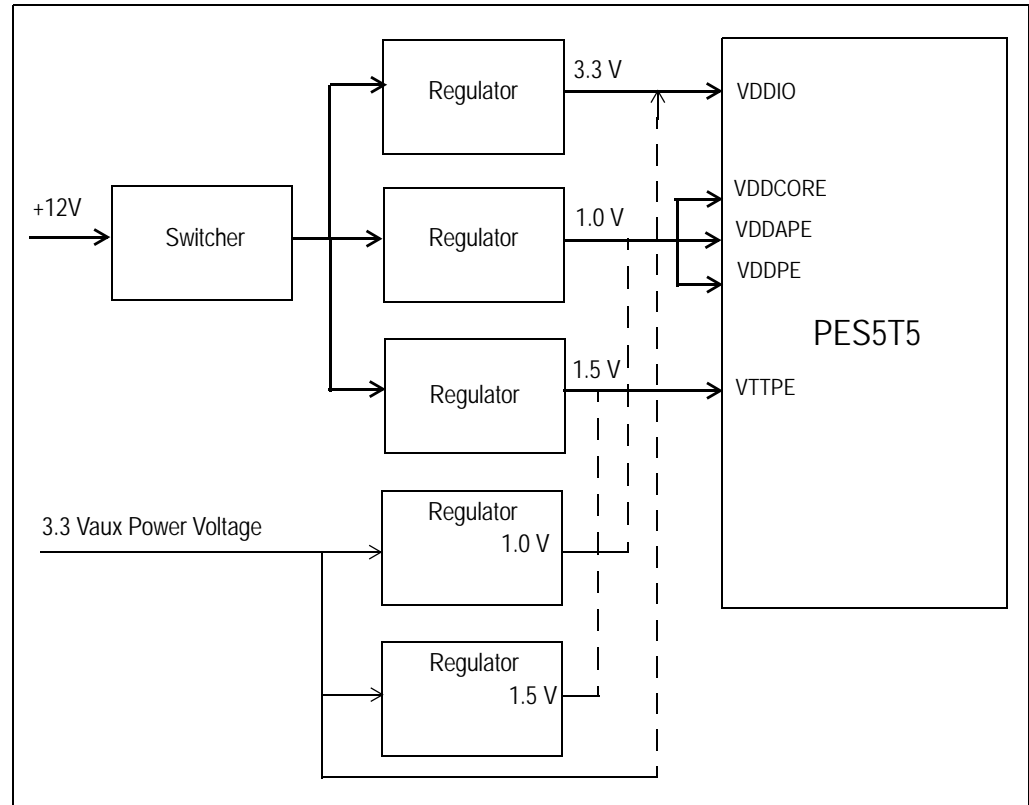 3.3 V
Regulator
VDDIO
+12V
Switcher
1.0 V
Regulator
VDDCORE
VDDAPE
VDDPE
PES5T5
1.5 V
Regulator
VTTPE
3.3 Vaux Power Voltage
Regulator
1.0 V
Regulator
1.5 V